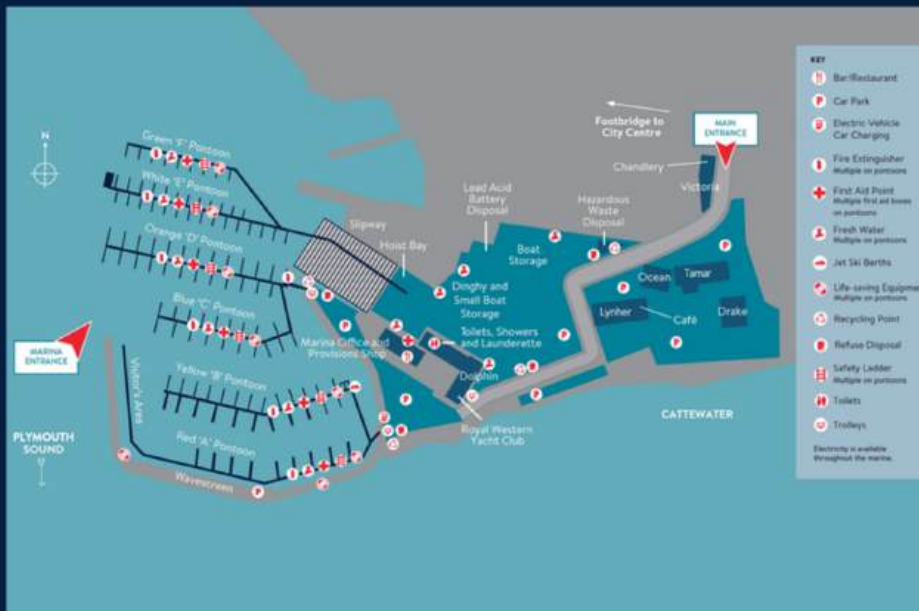 N
Green 'F' Pontoon
White 'E' Pontoon
Orange 'D' Pontoon
Blue 'C' Pontoon
MARINA
ENTRANCE
Visitor's Area
Yellow 'B' Pontoon
Red 'A' Pontoon
PLYMOUTH
SOUND
Wavescreen
Slipway
Hoist Bay
Lead Acid
Battery
Disposal
Footbridge to
City Centre
MAIN
ENTRANCE
Chandlery
Victoria
Hazardous
Waste
Disposal
Boat
Storage
Dinghy and
Small Boat
Storage
Ocean
Tamar
Lynher
Café
Drake
Marina Office and
Provisions Shop
Toilets, Showers
and Launderette
Dolphin
Royal Western
Yacht Club
CATTEWATER
KEY
Bar/Restaurant
P Car Park
Electric Vehicle
Car Charging
Fire Extinguisher
Multiple on pontoons
First Aid Point
Multiple first aid boxes
on pontoons
Fresh Water
Multiple on pontoons
Jet Ski Berths
Life-saving Equipme
Multiple on pontoons
Recycling Point
Refuse Disposal
Safety Ladder
Multiple on pontoons
Toilets
Trolleys
Electricity is available
throughout the marina.